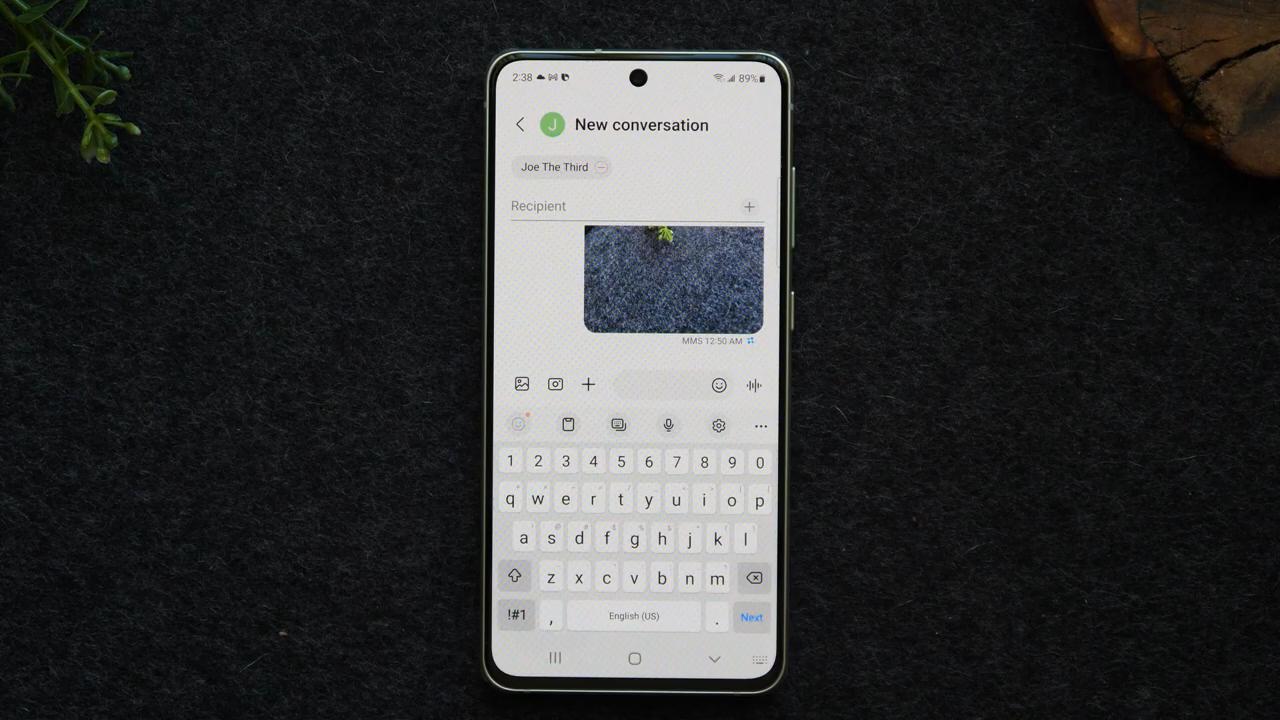 2:38 89%
J New conversation
Joe The Third
Recipient
MMS 12:50 AM
1 2 3 4 5 6 7 8 9 0
q w e r t y u i o p
a s d f g h j k l
z x c v b n m
!#1 , English (US) . Next